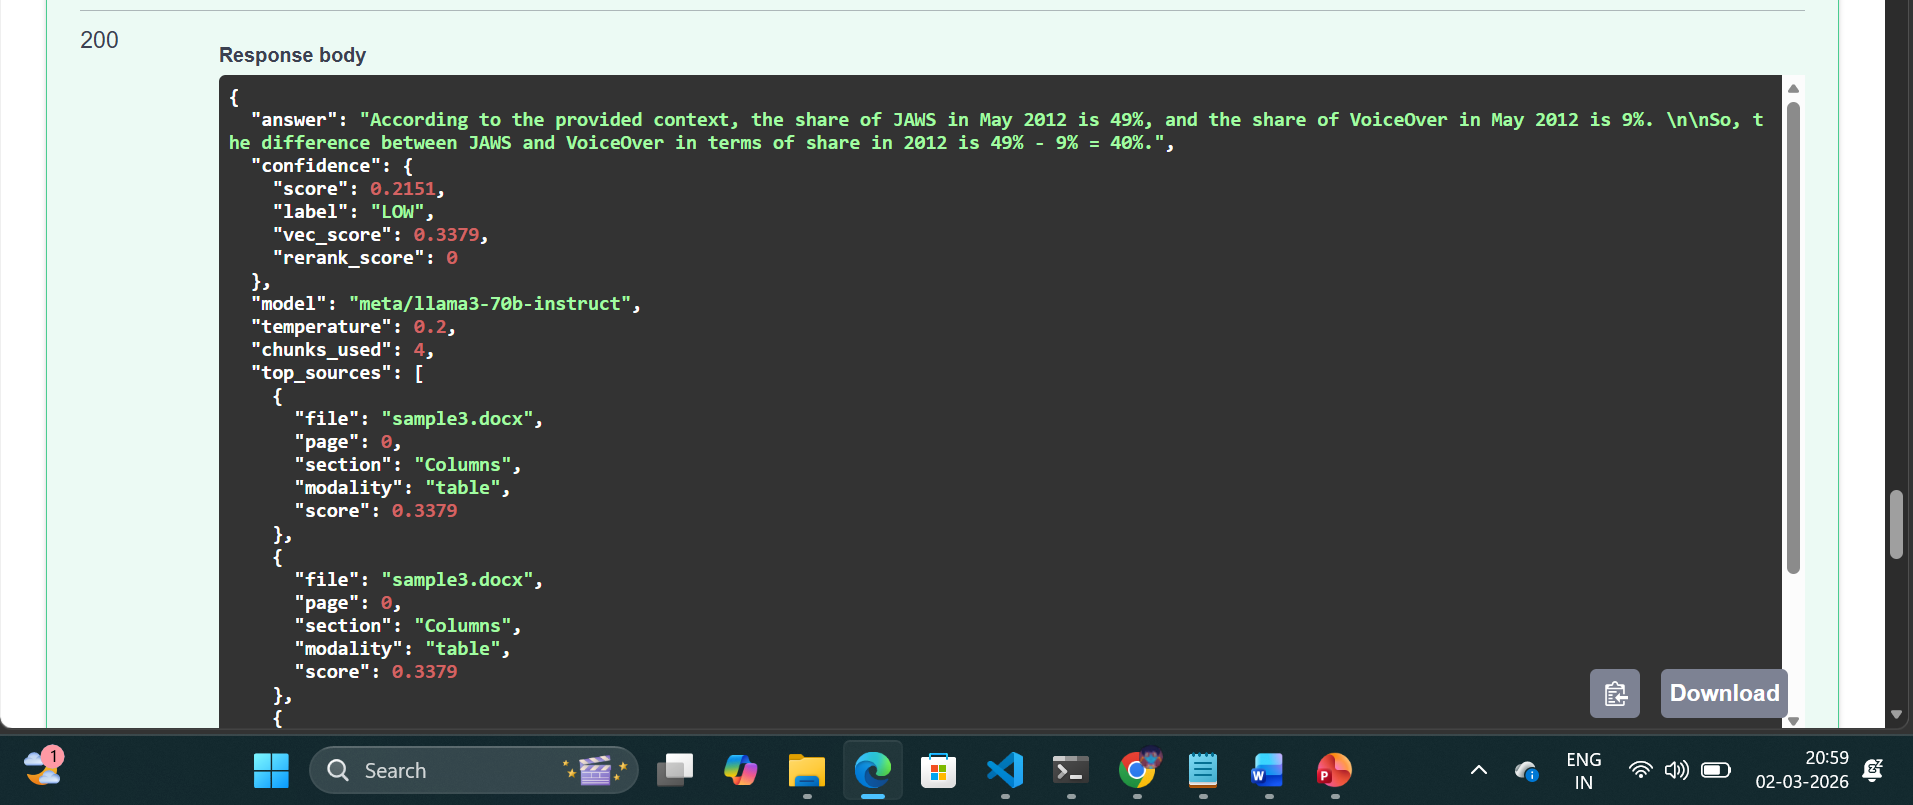 200
Response body
{
"answer": "According to the provided context, the share of JAWS in May 2012 is 49%, and the share of VoiceOver in May 2012 is 9%. \n\nSo, t
he difference between JAWS and VoiceOver in terms of share in 2012 is 49% - 9% = 40%.",
"confidence": {
"score": 0.2151,
"label": "LOW",
"vec_score": 0.3379,
"rerank_score": 0
},
"model": "meta/llama3-70b-instruct",
"temperature": 0.2,
"chunks_used": 4,
"top_sources": [
{
"file": "sample3.docx",
"page": 0,
"section": "Columns",
"modality": "table",
"score": 0.3379
},
{
"file": "sample3.docx",
"page": 0,
"section": "Columns",
"modality": "table",
"score": 0.3379
},
{
Download
1
Search
W
P
ENG
IN
20:59
02-03-2026